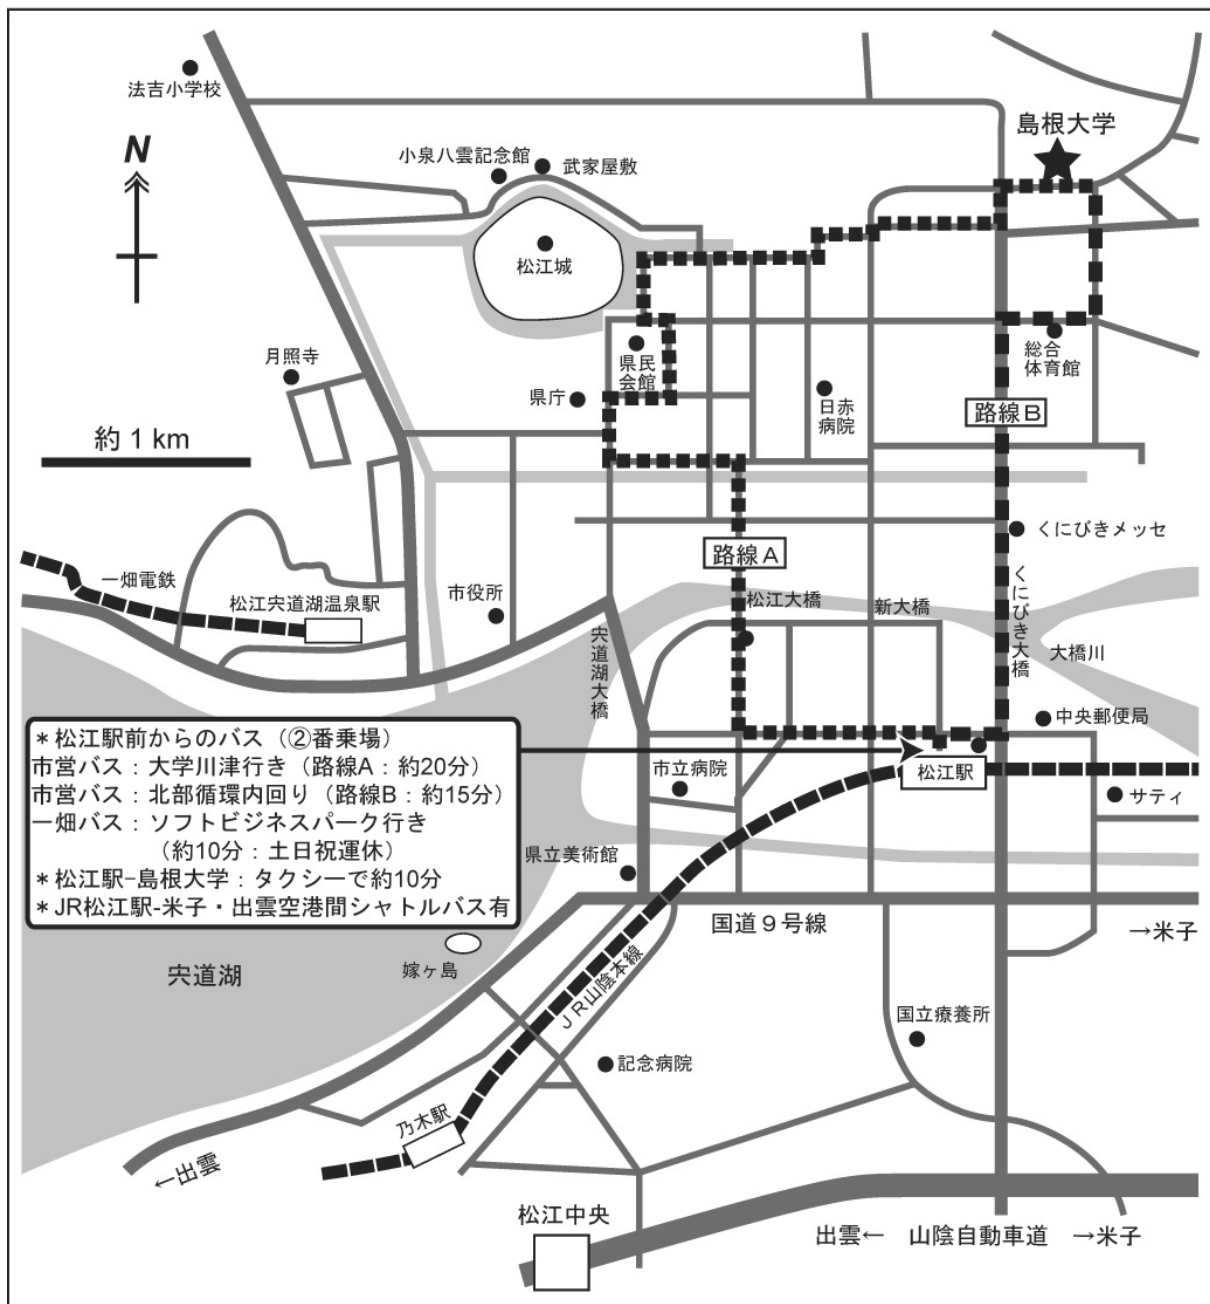 法吉小学校
島根大学
N
小泉八雲記念館
武家屋敷
松江城
月照寺
県民
会館
総合
体育館
県庁
日赤
病院
路線B
約 1 km
くにびきメッセ
路線A
一畑電鉄
松江宍道湖温泉駅
市役所
松江大橋
新大橋
くにびき大橋
宍道湖大橋
大橋川
中央郵便局
＊松江駅前からのバス（②番乗場）
市営バス：大学川津行き（路線A：約20分）
市営バス：北部循環内回り（路線B：約15分）
一畑バス：ソフトビジネスパーク行き
（約10分：土日祝運休）
＊松江駅-島根大学：タクシーで約10分
＊JR松江駅-米子・出雲空港間シャトルバス有
市立病院
松江駅
サティ
県立美術館
国道９号線
→米子
宍道湖
嫁ヶ島
ＪＲ山陰本線
国立療養所
記念病院
乃木駅
←出雲
松江中央
出雲← 山陰自動車道 →米子